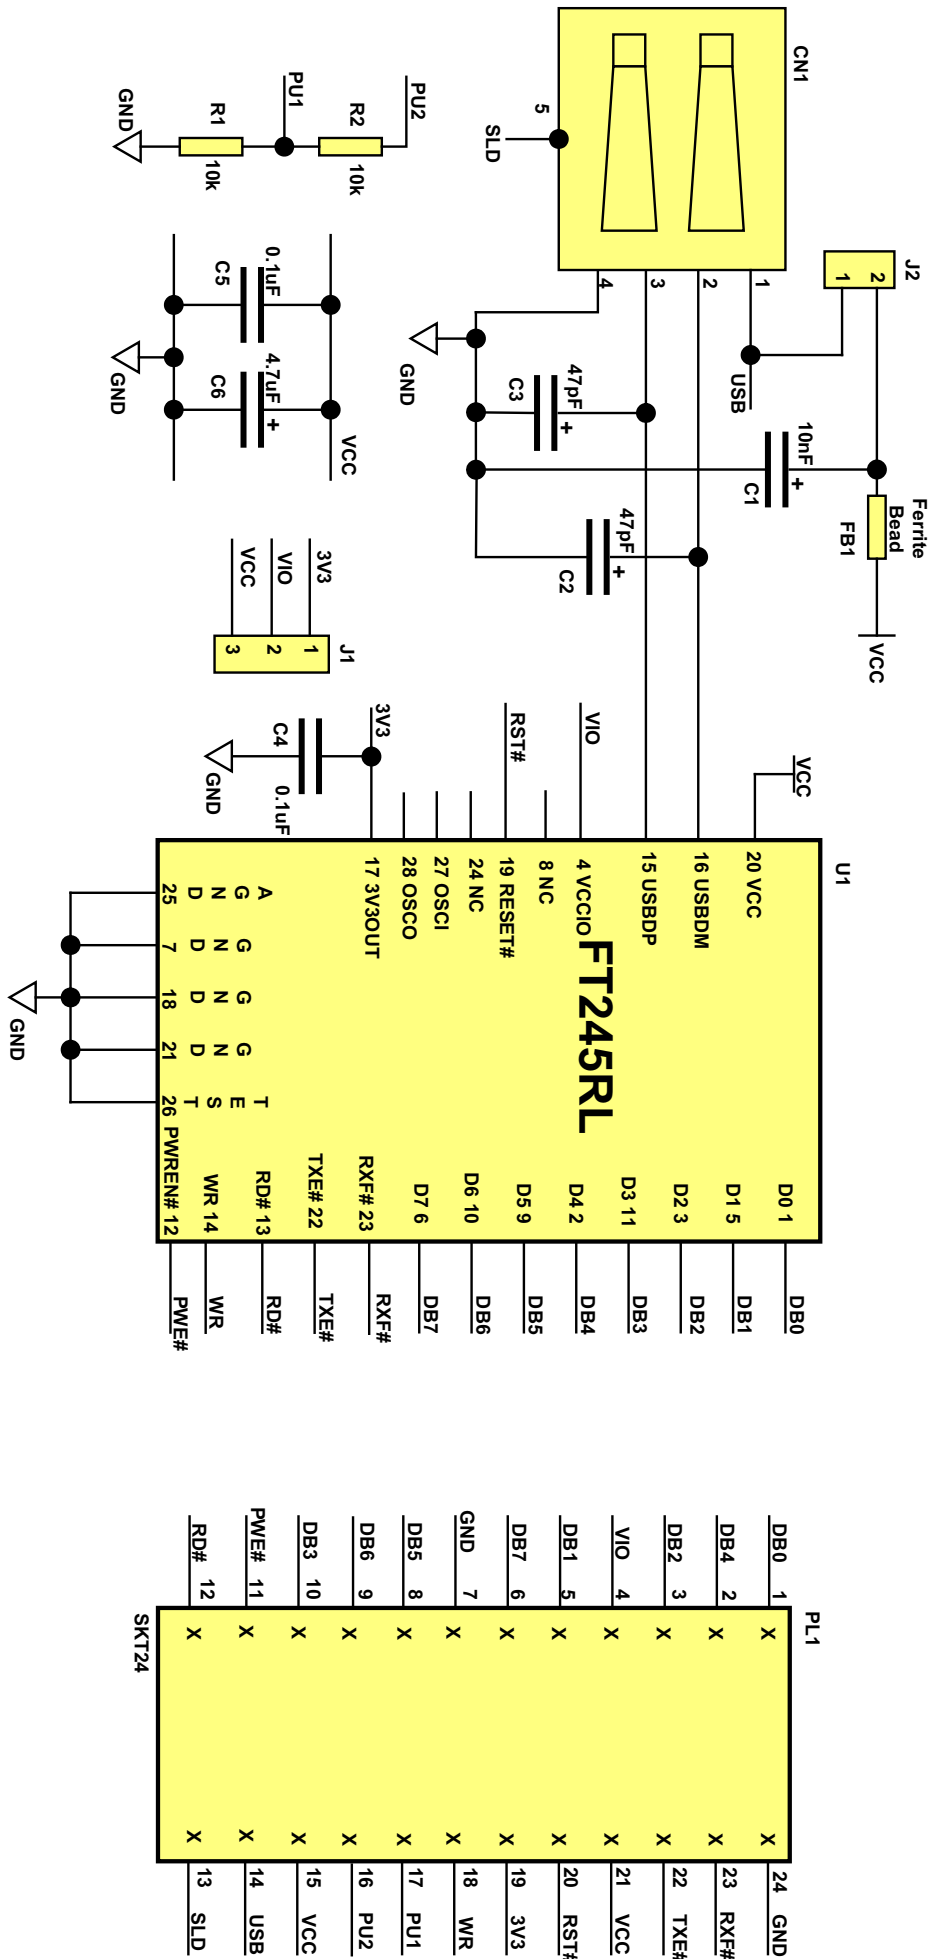 CN1
5
SLD
1
2
3
4
J2
2
1
USB
GND
47pF
C3
+
10nF
C1
+
47pF
C2
+
Ferrite
Bead
FB1
VCC
PU2
PU1
R2
10k
R1
10k
GND
0.1uF
C5
4.7uF
C6
+
VCC
GND
J1
3V3
VIO
VCC
1
2
3
3V3
C4
0.1uF
GND
RST#
VIO
VCC
U1
FT245RL
20 VCC
16 USBDM
15 USBDP
4 VCCIO
8 NC
19 RESET#
24 NC
27 OSCI
28 OSCO
17 3V3OUT
AGND
25
GND
7
GND
18
GND
21
TEST
26
GND
D0 1
D1 5
D2 3
D3 11
D4 2
D5 9
D6 10
D7 6
RXF# 23
TXE# 22
RD# 13
WR 14
PWREN# 12
DB0
DB1
DB2
DB3
DB4
DB5
DB6
DB7
RXF#
TXE#
RD#
WR
PWE#
PL1
DB0 1
DB4 2
DB2 3
VIO 4
DB1 5
DB7 6
GND 7
DB5 8
DB6 9
DB3 10
PWE# 11
RD# 12
X X
X X
X X
X X
X X
X X
X X
X X
X X
X X
X X
X X
24 GND
23 RXF#
22 TXE#
21 VCC
20 RST#
19 3V3
18 WR
17 PU1
16 PU2
15 VCC
14 USB
13 SLD
SKT24